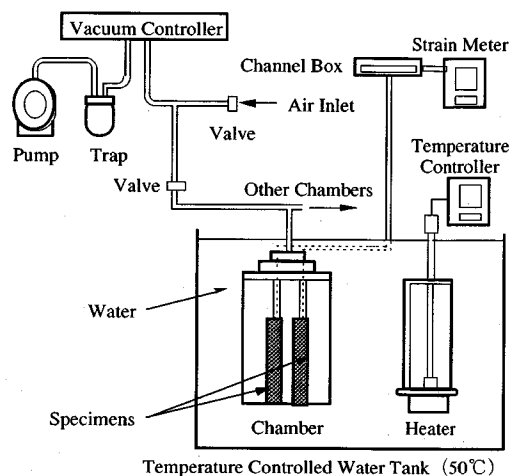 Vacuum Controller
Strain Meter
Channel Box
Air Inlet
Valve
Pump
Trap
Temperature
Controller
Valve
Other Chambers
Water
Specimens
Chamber
Heater
Temperature Controlled Water Tank (50℃)